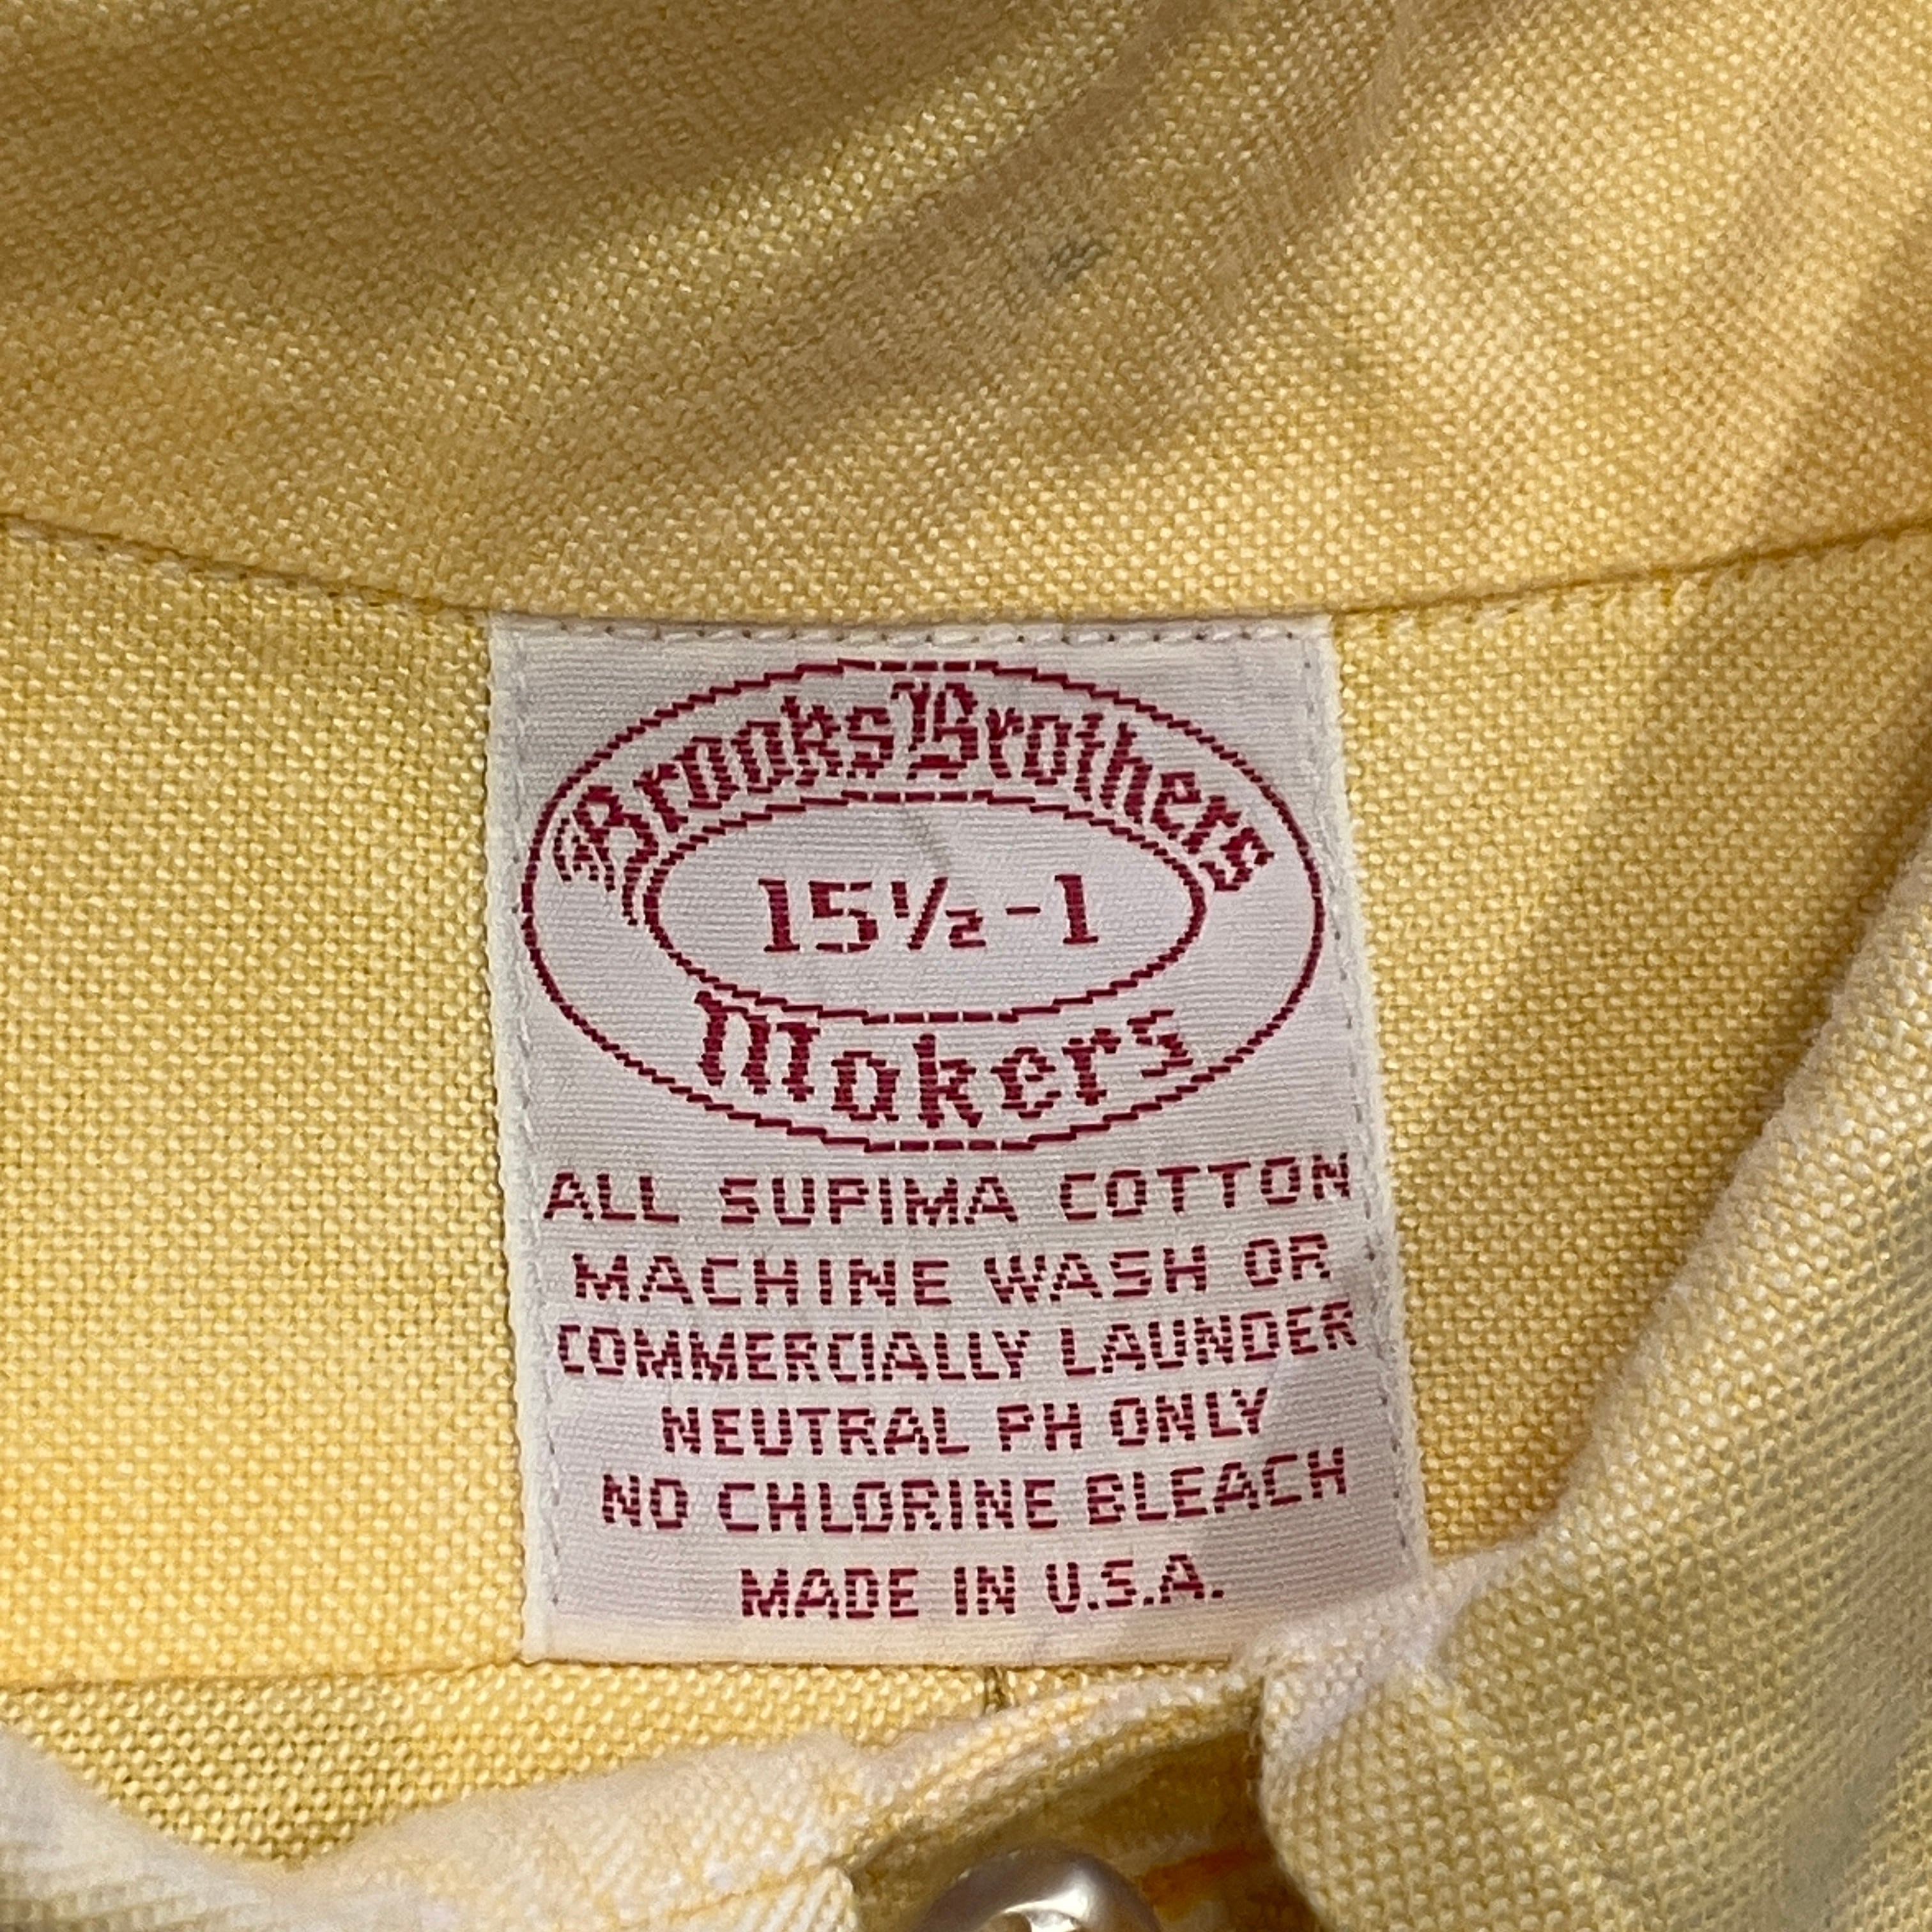 Brooks Brothers
15½-1
Makers
ALL SUPIMA COTTON
MACHINE WASH OR
COMMERCIALLY LAUNDER
NEUTRAL PH ONLY
NO CHLORINE BLEACH
MADE IN U.S.A.